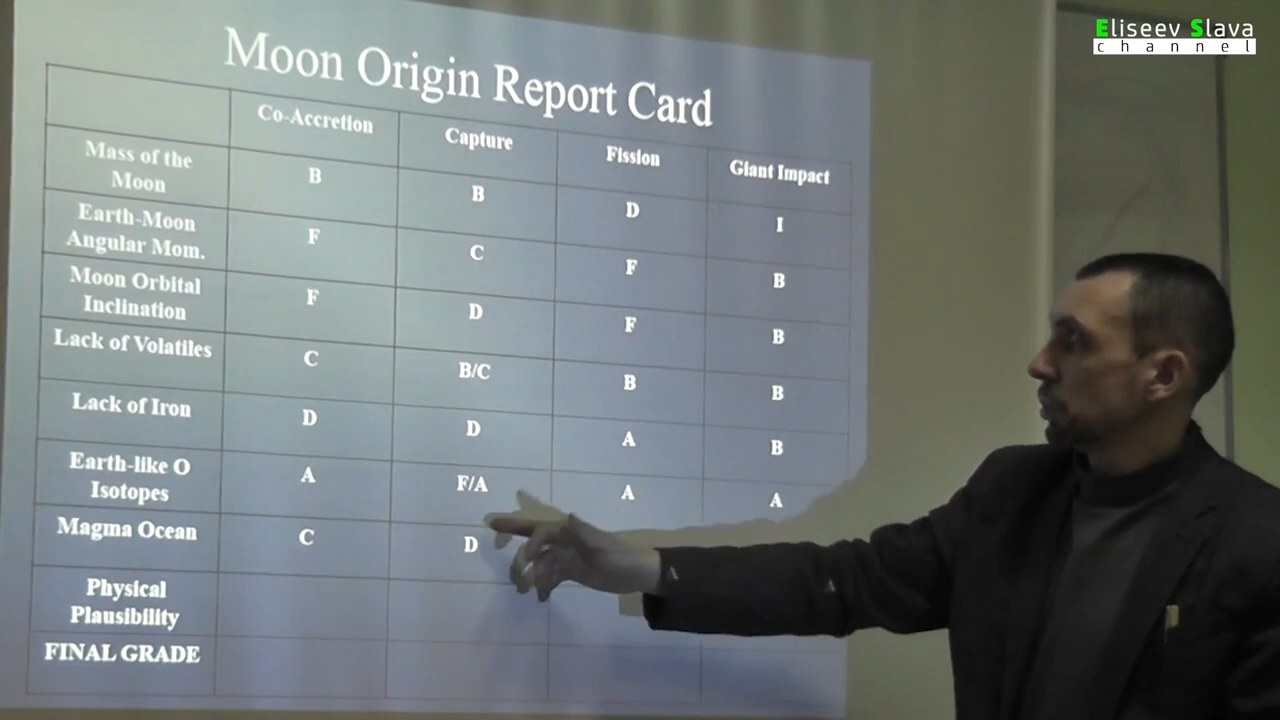 Eliseev Slava
channel
Moon Origin Report Card
Co-Accretion Capture Fission Giant Impact
Mass of the
Moon B B D I
Earth-Moon
Angular Mom. F C F B
Moon Orbital
Inclination F D F B
Lack of Volatiles C B/C B B
Lack of Iron D D A B
Earth-like O
Isotopes A F/A A A
Magma Ocean C D
Physical
Plausibility
FINAL GRADE